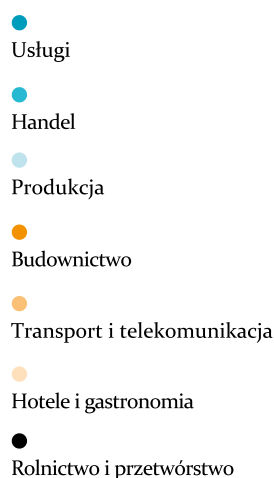 Usługi
Handel
Produkcja
Budownictwo
Transport i telekomunikacja
Hotele i gastronomia
Rolnictwo i przetwórstwo